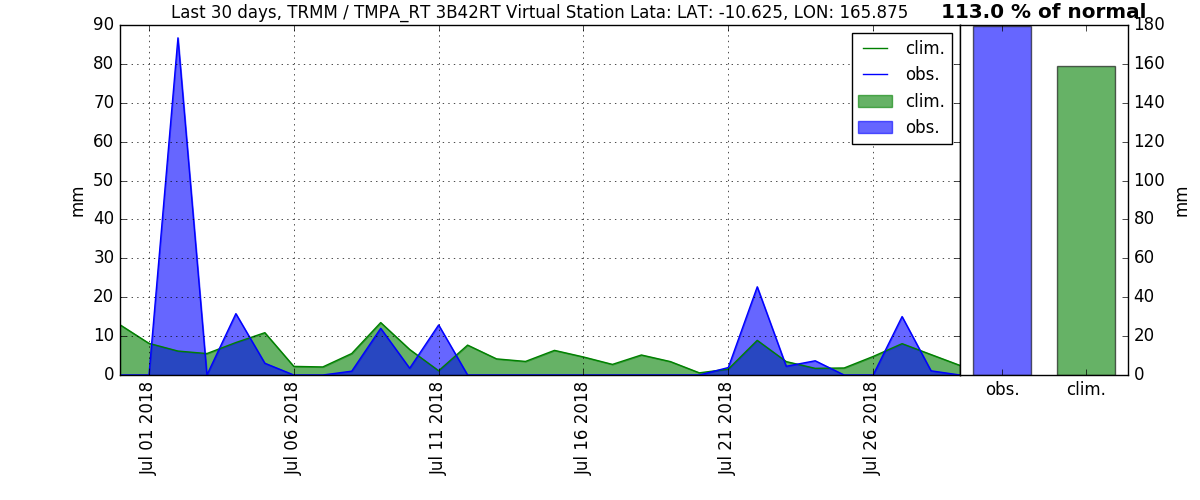 Last 30 days, TRMM / TMPA_RT 3B42RT Virtual Station Lata: LAT: -10.625, LON: 165.875
113.0 % of normal
90
80
70
60
50
40
30
20
10
0
mm
clim.
obs.
clim.
obs.
180
160
140
120
100
80
60
40
20
0
mm
Jul 01 2018
Jul 06 2018
Jul 11 2018
Jul 16 2018
Jul 21 2018
Jul 26 2018
obs.
clim.